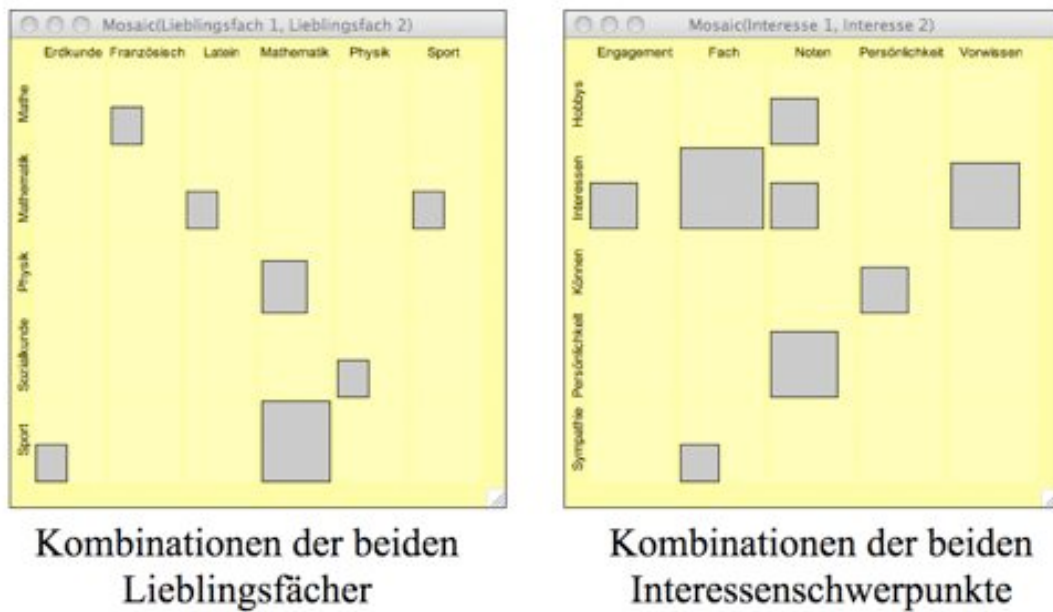 Mosaic(Lieblingsfach 1, Lieblingsfach 2)
Erdkunde Französisch Latein Mathematik Physik Sport
Mathe
Mathematik
Physik
Sozialkunde
Sport
Kombinationen der beiden
Lieblingsfächer
Mosaic(Interesse 1, Interesse 2)
Engagement Fach Noten Persönlichkeit Vorwissen
Hobbys
Interessen
Können
Persönlichkeit
Sympathie
Kombinationen der beiden
Interessenschwerpunkte